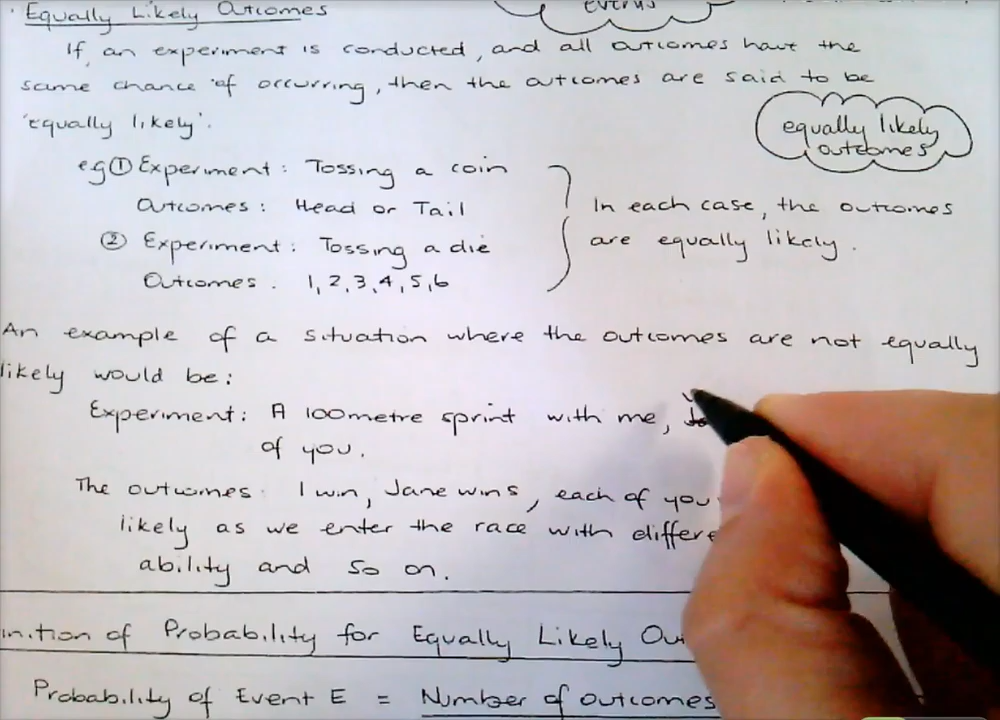 · Equally Likely Outcomes
If an experiment is conducted, and all outcomes have the
same chance of occurring, then the outcomes are said to be
'equally likely'.
equally likely
outcomes
eg ① Experiment: Tossing a coin
Outcomes: Head or Tail
② Experiment: Tossing a die
Outcomes. 1, 2, 3, 4, 5, 6
In each case, the outcomes
are equally likely.
An example of a situation where the outcomes are not equally
likely would be:
Experiment: A 100metre sprint with me,
of you.
The outcomes: I win, Jane wins, each of you
likely as we enter the race with differe
ability and so on.
inition of Probability for Equally Likely Ou
Probability of Event E = Number of outcomes